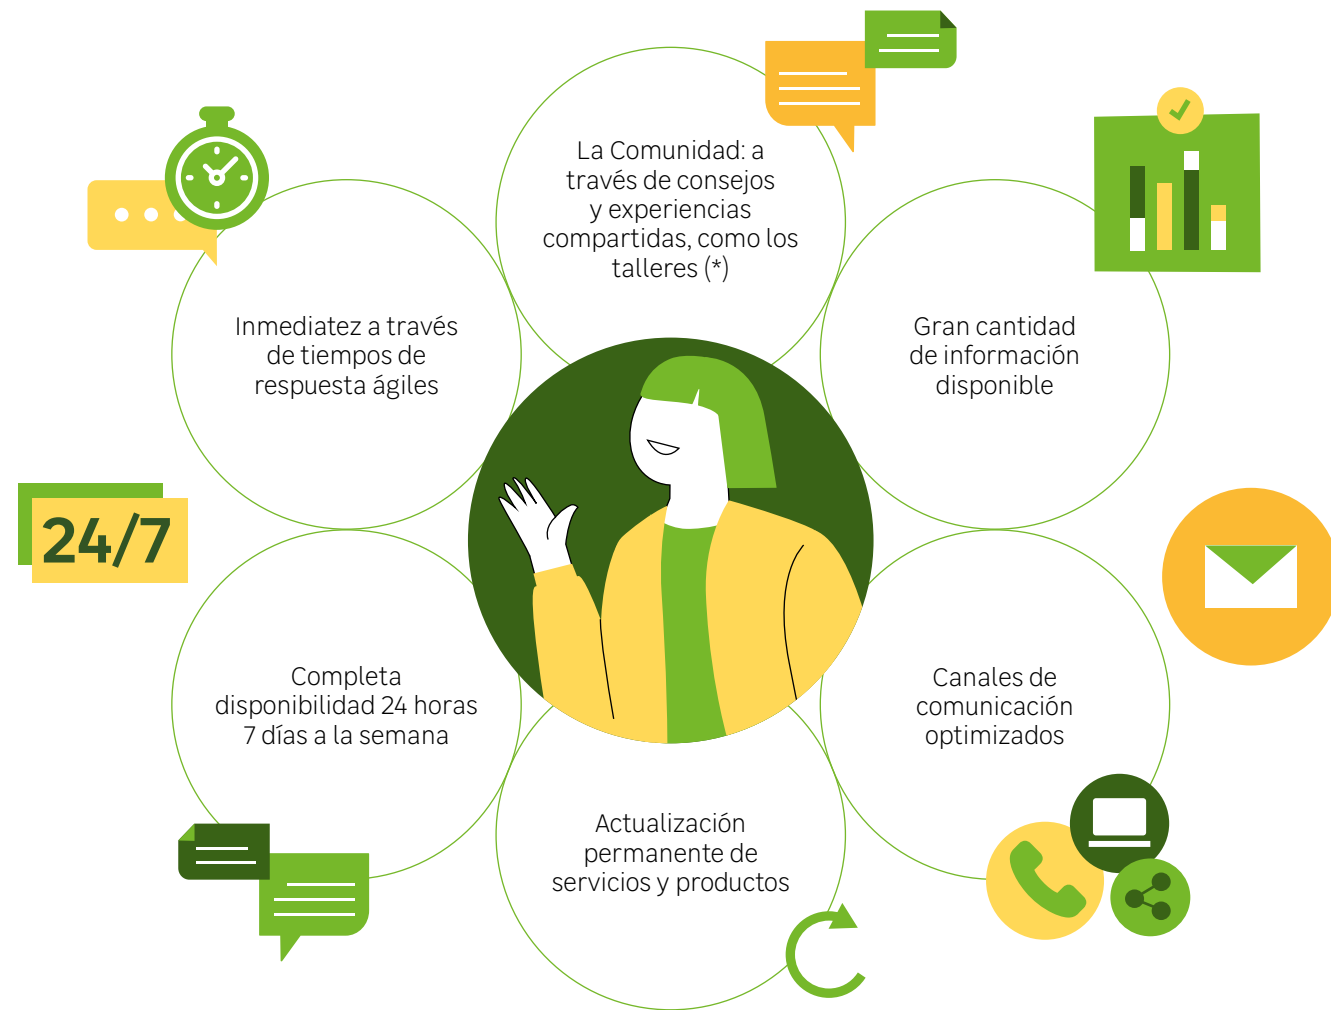 La Comunidad: a
través de consejos
y experiencias
compartidas, como los
talleres (*)
Inmediatez a través
de tiempos de
respuesta ágiles
Gran cantidad
de información
disponible
24/7
Completa
disponibilidad 24 horas
7 días a la semana
Canales de
comunicación
optimizados
Actualización
permanente de
servicios y productos